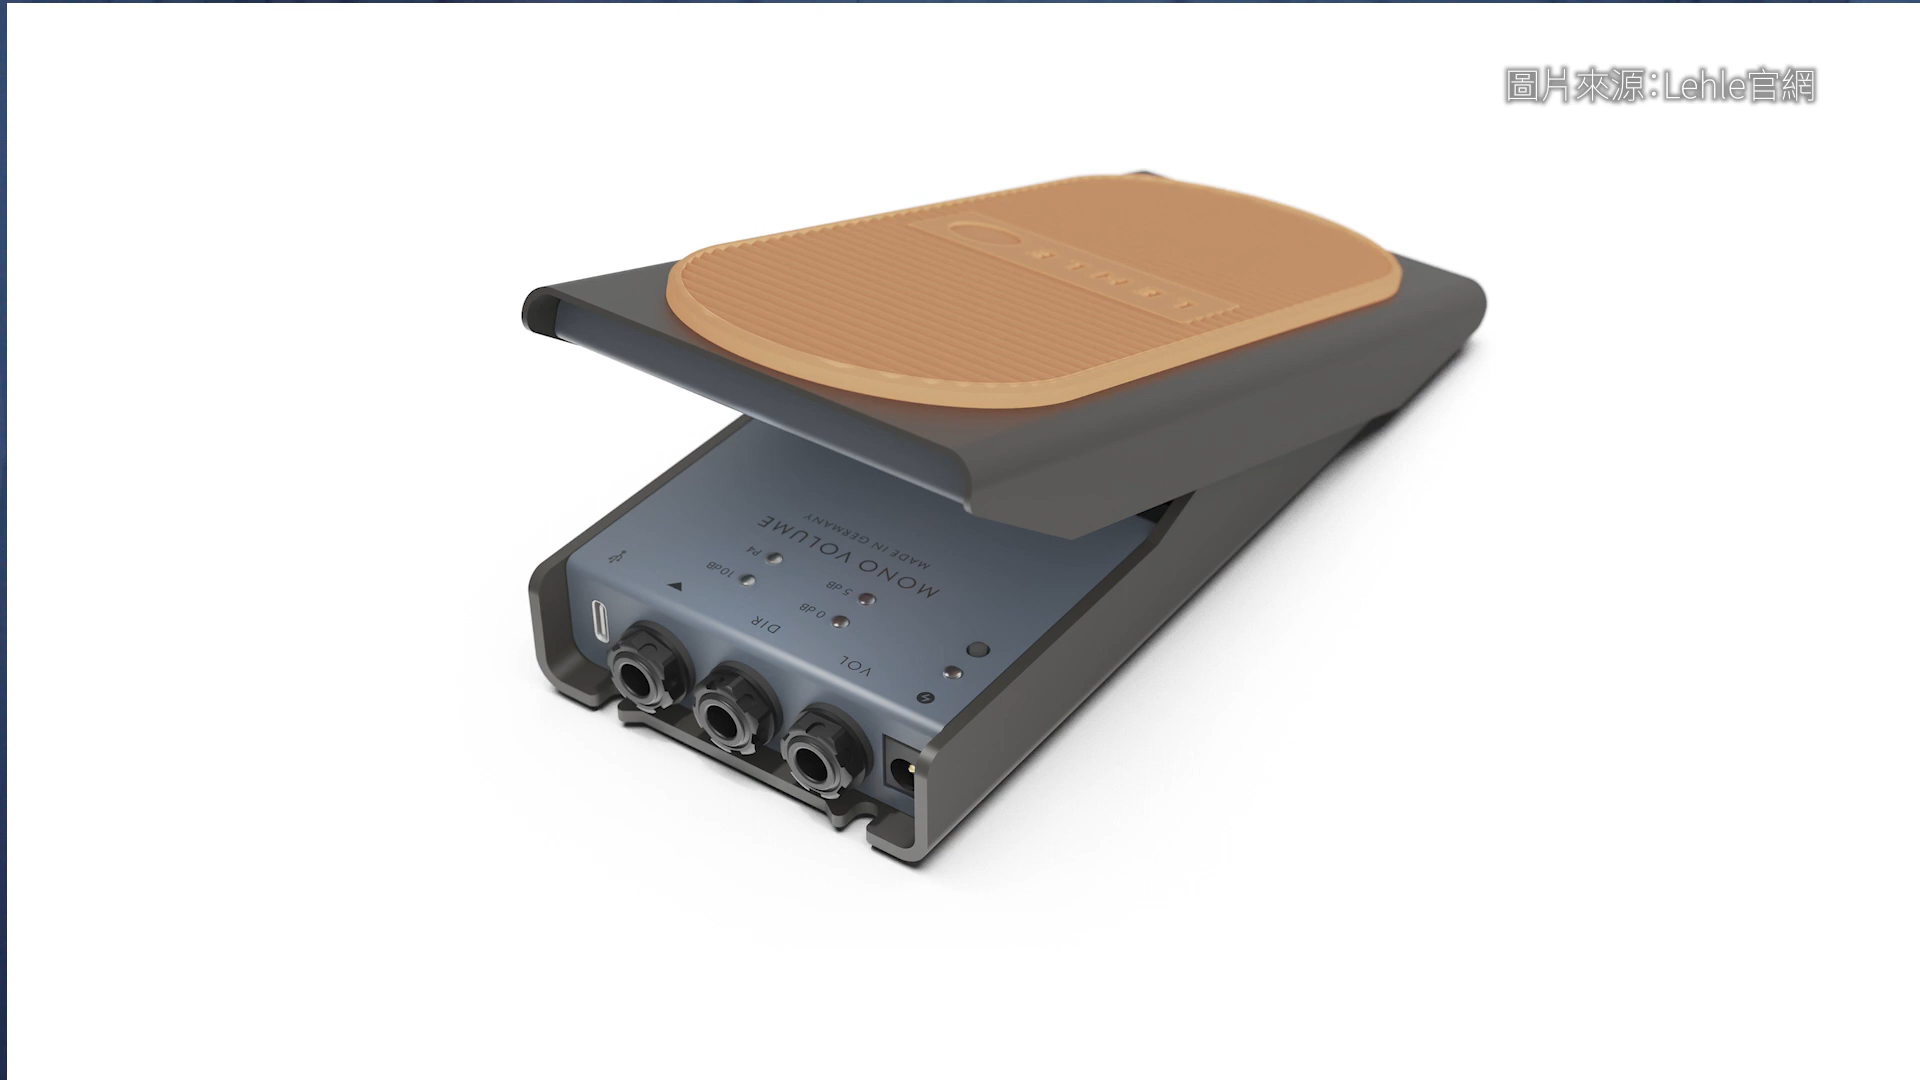 圖片來源:Lehle官網
MONO VOLUME
MADE IN GERMANY
P4
10dB
5 dB
0 dB
DIR
VOL